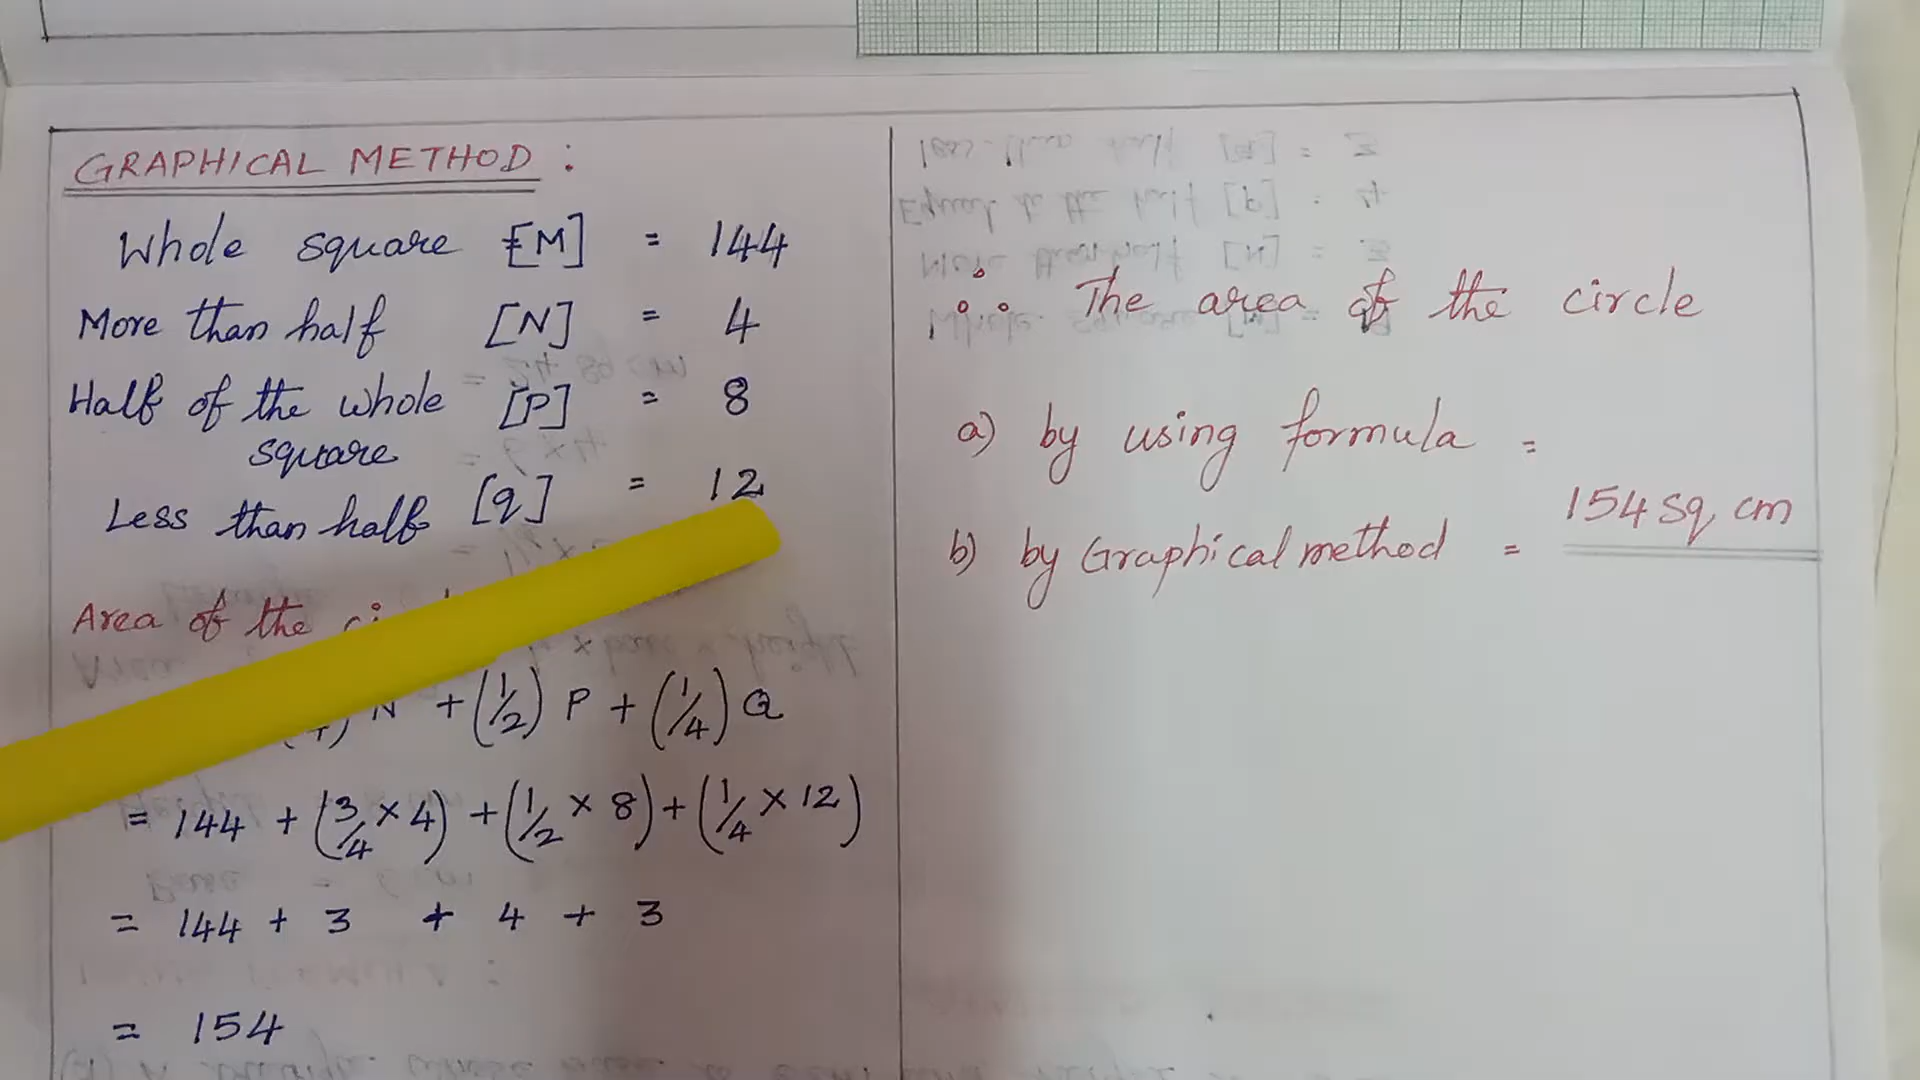 GRAPHICAL METHOD :
Whole square [M] = 144
More than half [N] = 4
Half of the whole [P] = 8
square
Less than half [q] = 12
Area of the
N + (1/2) P + (1/4) Q
= 144 + (3/4 × 4) + (1/2 × 8) + (1/4 × 12)
= 144 + 3 + 4 + 3
= 154
∴ The area of the circle
a) by using formula =
154 sq cm
b) by Graphical method =